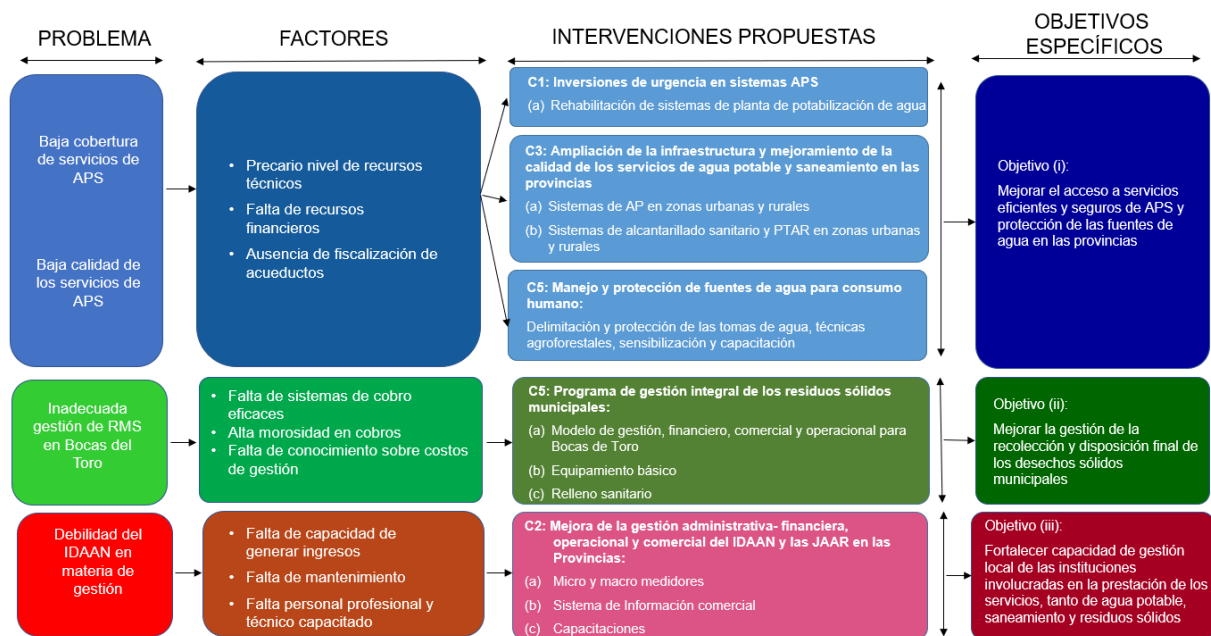 PROBLEMA
FACTORES
INTERVENCIONES PROPUESTAS
OBJETIVOS
ESPECÍFICOS
Baja cobertura
de servicios de
APS
Baja calidad de
los servicios de
APS
• Precario nivel de recursos
técnicos
• Falta de recursos
financieros
• Ausencia de fiscalización de
acueductos
C1: Inversiones de urgencia en sistemas APS
(a) Rehabilitación de sistemas de planta de potabilización de agua
C3: Ampliación de la infraestructura y mejoramiento de la
calidad de los servicios de agua potable y saneamiento en las
provincias
(a) Sistemas de AP en zonas urbanas y rurales
(b) Sistemas de alcantarillado sanitario y PTAR en zonas urbanas
y rurales
C5: Manejo y protección de fuentes de agua para consumo
humano:
Delimitación y protección de las tomas de agua, técnicas
agroforestales, sensibilización y capacitación
Objetivo (i):
Mejorar el acceso a servicios
eficientes y seguros de APS y
protección de las fuentes de
agua en las provincias
Inadecuada
gestión de RMS
en Bocas del
Toro
• Falta de sistemas de cobro
eficaces
• Alta morosidad en cobros
• Falta de conocimiento sobre costos
de gestión
C5: Programa de gestión integral de los residuos sólidos
municipales:
(a) Modelo de gestión, financiero, comercial y operacional para
Bocas de Toro
(b) Equipamiento básico
(c) Relleno sanitario
Objetivo (ii):
Mejorar la gestión de la
recolección y disposición final de
los desechos sólidos
municipales
Debilidad del
IDAAN en
materia de
gestión
• Falta de capacidad de
generar ingresos
• Falta de mantenimiento
• Falta personal profesional y
técnico capacitado
C2: Mejora de la gestión administrativa- financiera,
operacional y comercial del IDAAN y las JAAR en las
Provincias:
(a) Micro y macro medidores
(b) Sistema de Información comercial
(c) Capacitaciones
Objetivo (iii):
Fortalecer capacidad de gestión
local de las instituciones
involucradas en la prestación de los
servicios, tanto de agua potable,
saneamiento y residuos sólidos